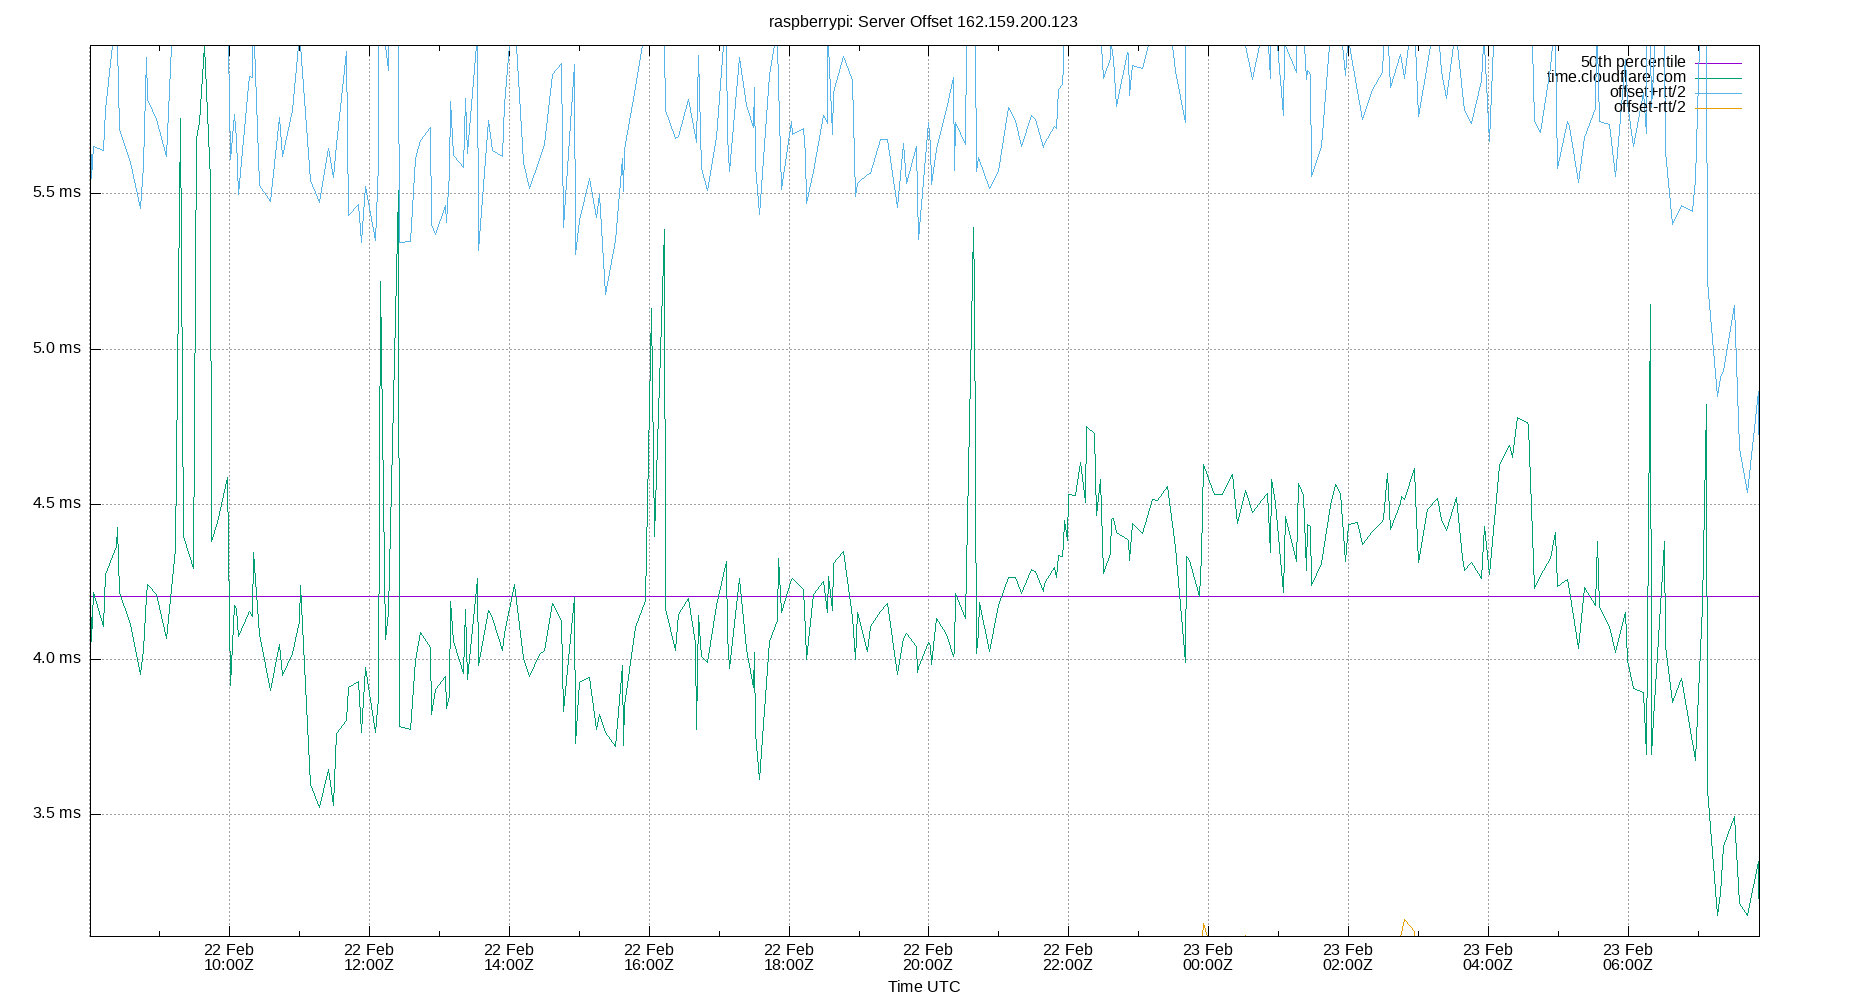 raspberrypi: Server Offset 162.159.200.123
50th percentile
time.cloudflare.com
offset+rtt/2
offset-rtt/2
5.5 ms
5.0 ms
4.5 ms
4.0 ms
3.5 ms
22 Feb 22 Feb 22 Feb 22 Feb 22 Feb 22 Feb 22 Feb 23 Feb 23 Feb 23 Feb 23 Feb
10:00Z 12:00Z 14:00Z 16:00Z 18:00Z 20:00Z 22:00Z 00:00Z 02:00Z 04:00Z 06:00Z
Time UTC